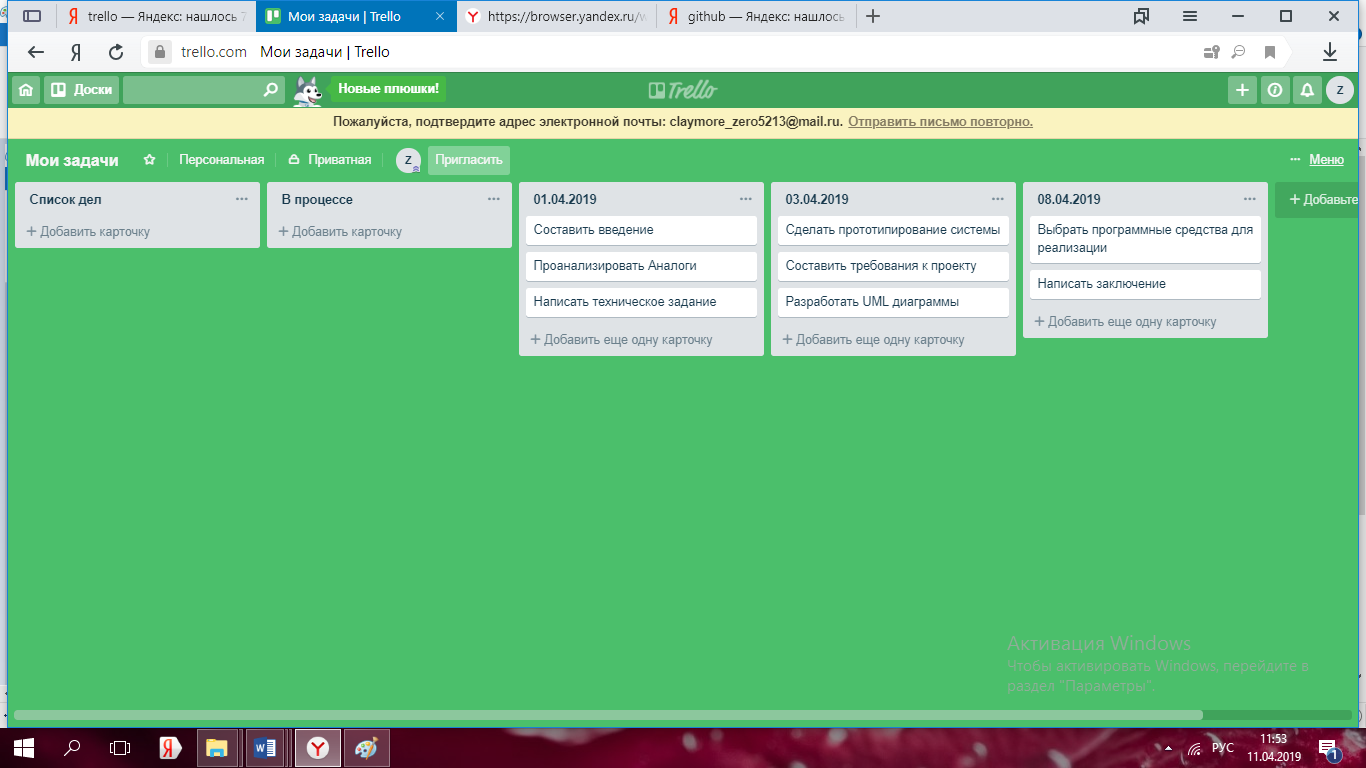 trello — Яндекс: нашлось 7
Мои задачи | Trello
https://browser.yandex.ru/w
github — Яндекс: нашлось
trello.com Мои задачи | Trello
Доски
Новые плюшки!
Trello
Пожалуйста, подтвердите адрес электронной почты: claymore_zero5213@mail.ru. Отправить письмо повторно.
Мои задачи Персональная Приватная Z Пригласить Меню
Z
Список дел
+ Добавить карточку
В процессе
+ Добавить карточку
01.04.2019
Составить введение
Проанализировать Аналоги
Написать техническое задание
+ Добавить еще одну карточку
03.04.2019
Сделать прототипирование системы
Составить требования к проекту
Разработать UML диаграммы
+ Добавить еще одну карточку
08.04.2019
Выбрать программные средства для
реализации
Написать заключение
+ Добавить еще одну карточку
+ Добавьте
Активация Windows
Чтобы активировать Windows, перейдите в
раздел "Параметры".
РУС
11:53
11.04.2019
1